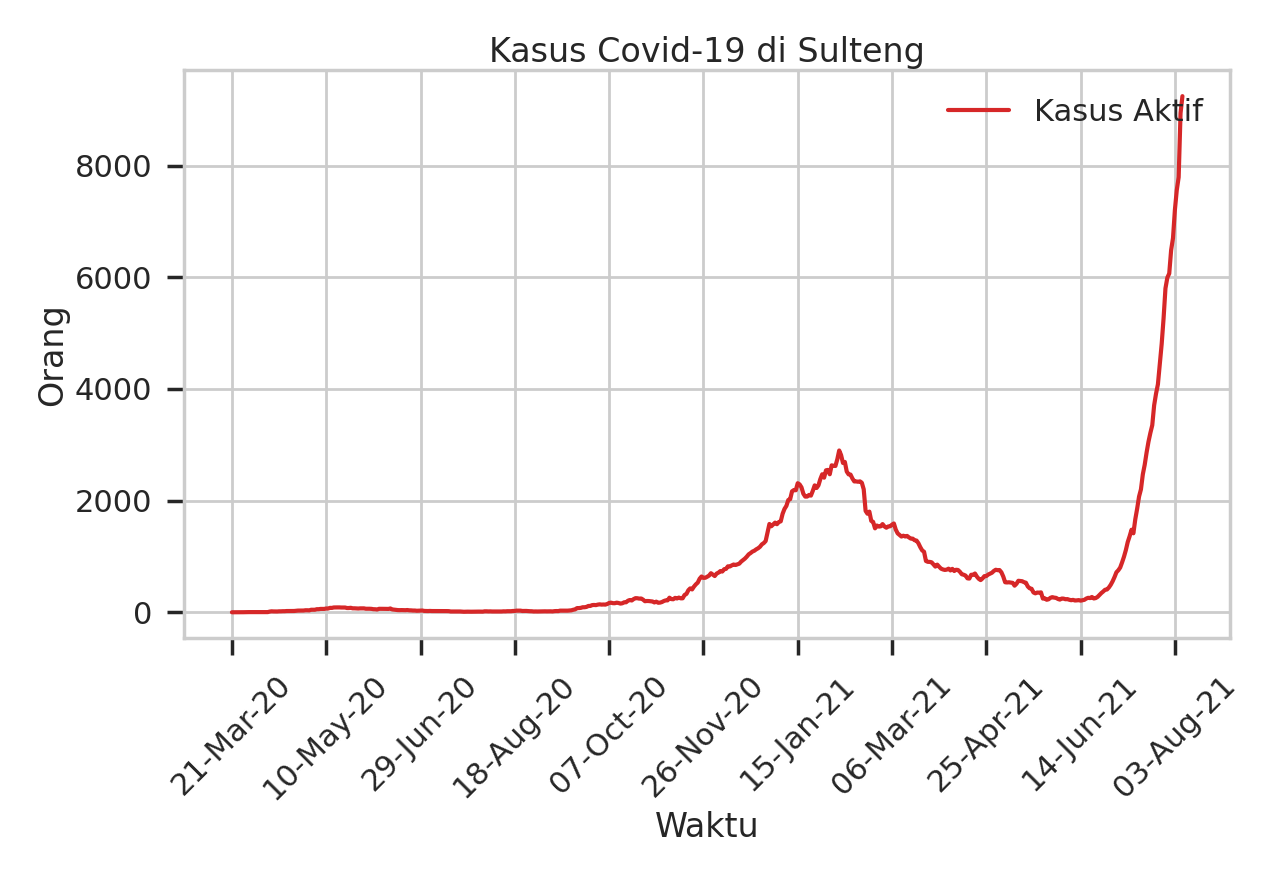 Kasus Covid-19 di Sulteng
Kasus Aktif
8000
6000
4000
2000
0
Orang
21-Mar-20
10-May-20
29-Jun-20
18-Aug-20
07-Oct-20
26-Nov-20
15-Jan-21
06-Mar-21
25-Apr-21
14-Jun-21
03-Aug-21
Waktu